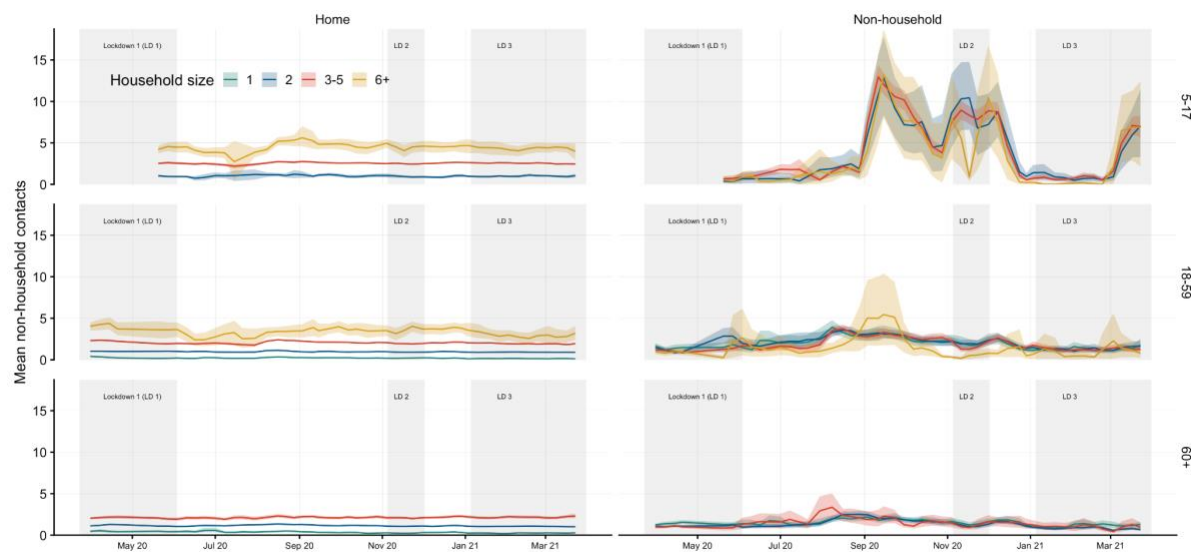 Home Non-household
Lockdown 1 (LD 1) LD 2 LD 3 Lockdown 1 (LD 1) LD 2 LD 3
Household size 1 2 3-5 6+
15
10
5
0
5-17
Mean non-household contacts
Lockdown 1 (LD 1) LD 2 LD 3 Lockdown 1 (LD 1) LD 2 LD 3
15
10
5
0
18-59
Lockdown 1 (LD 1) LD 2 LD 3 Lockdown 1 (LD 1) LD 2 LD 3
15
10
5
0
60+
May 20 Jul 20 Sep 20 Nov 20 Jan 21 Mar 21 May 20 Jul 20 Sep 20 Nov 20 Jan 21 Mar 21